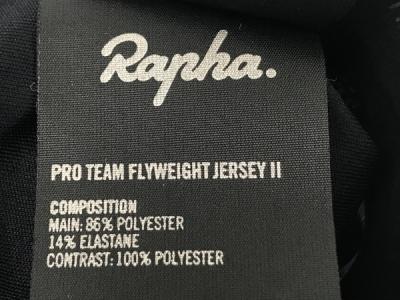 Rapha.
PRO TEAM FLYWEIGHT JERSEY II
COMPOSITION
MAIN: 86% POLYESTER
14% ELASTANE
CONTRAST: 100% POLYESTER